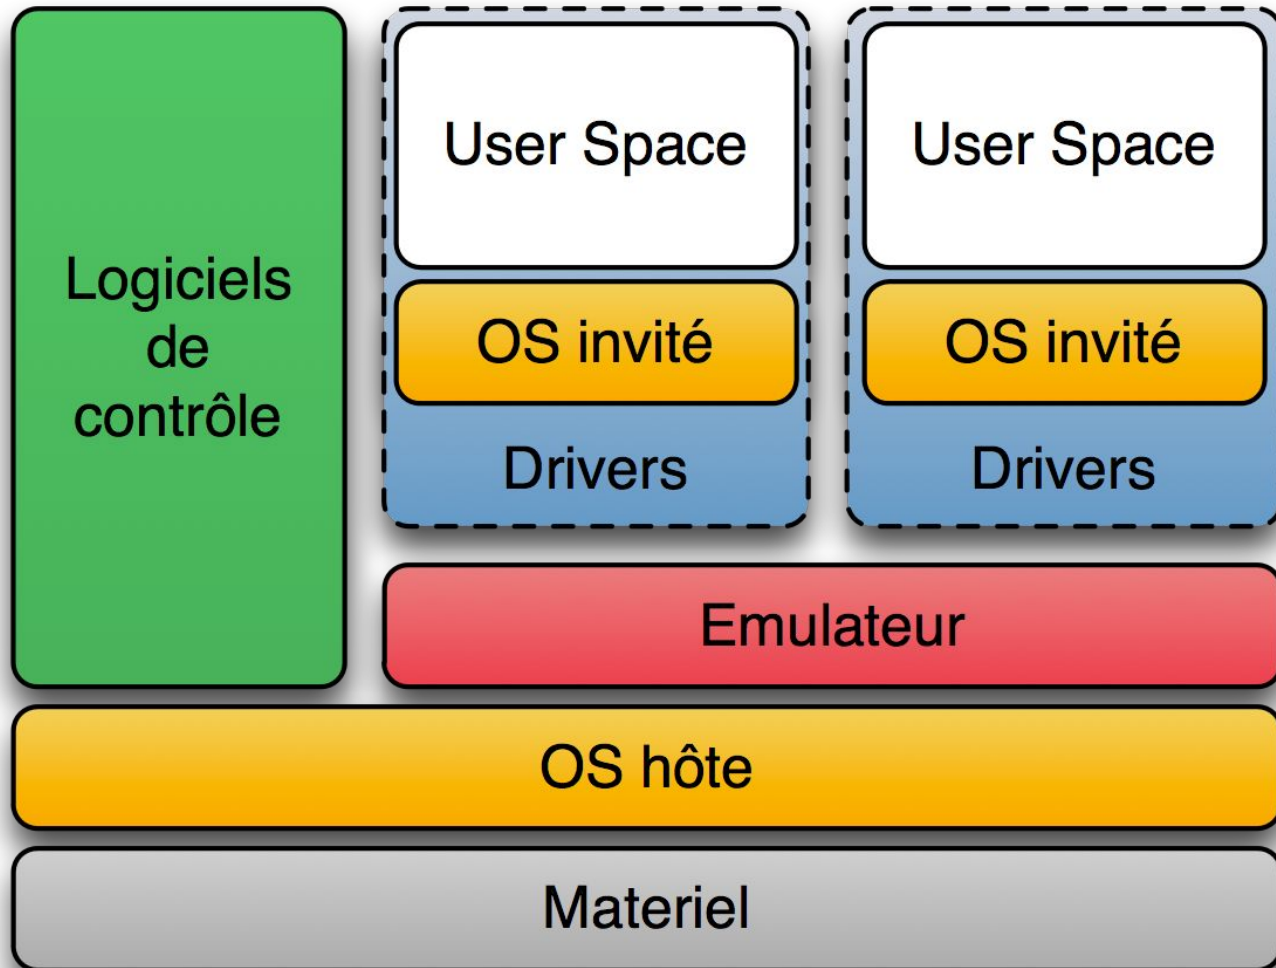 Logiciels
de
contrôle
User Space
OS invité
Drivers
User Space
OS invité
Drivers
Emulateur
OS hôte
Materiel